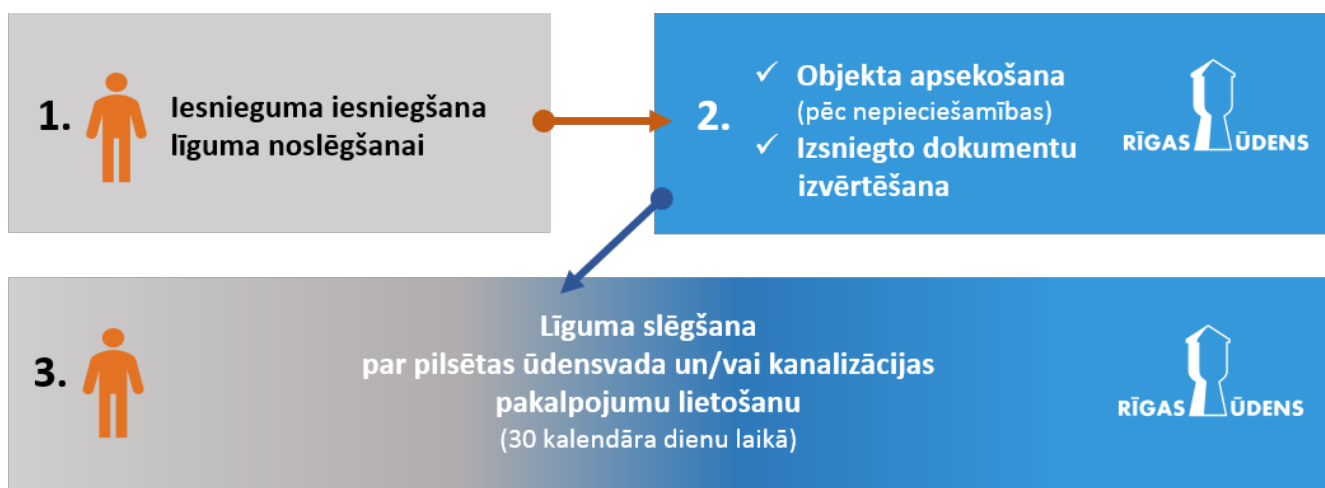 1.
Iesnieguma iesniegšana
līguma noslēgšanai
2.
✓ Objekta apsekošana
(pēc nepieciešamības)
✓ Izsniegto dokumentu
izvērtēšana
RĪGAS ŪDENS
3.
Līguma slēgšana
par pilsētas ūdensvada un/vai kanalizācijas
pakalpojumu lietošanu
(30 kalendāra dienu laikā)
RĪGAS ŪDENS